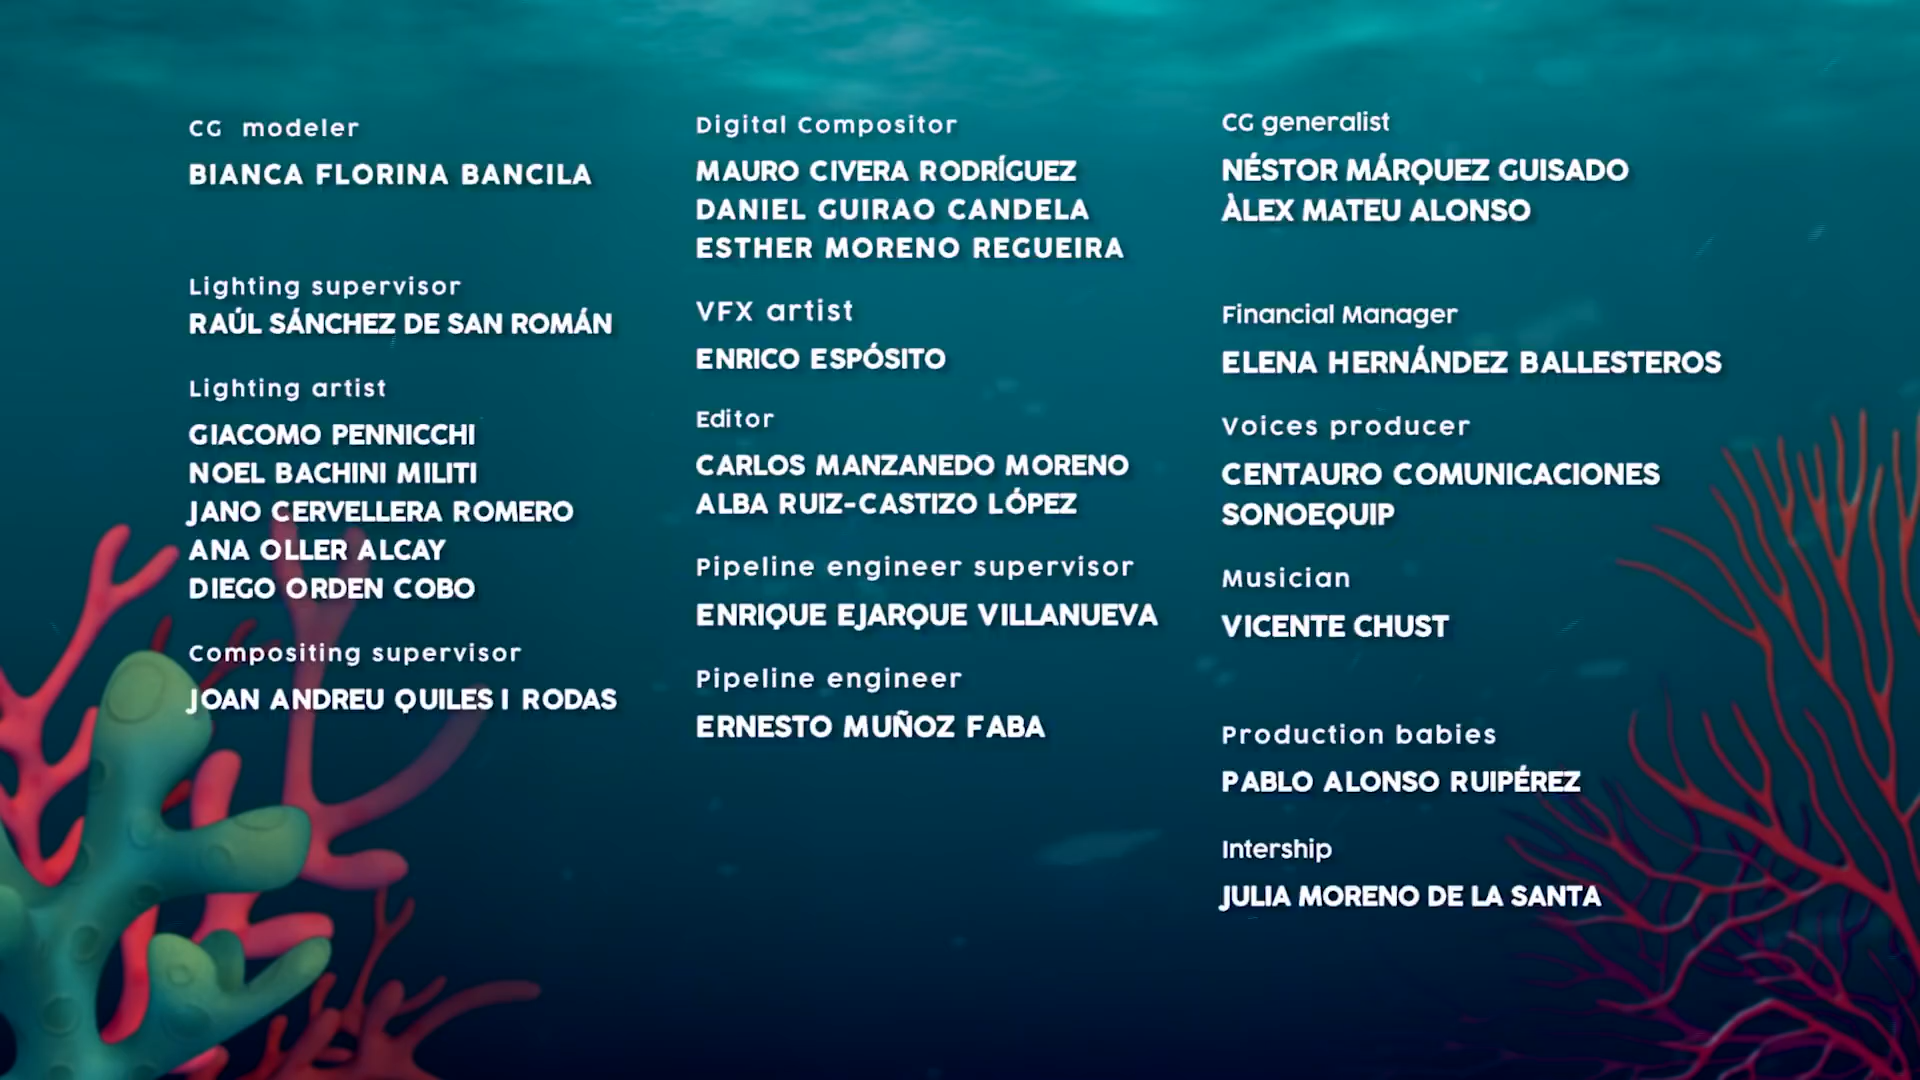 CG modeler
BIANCA FLORINA BANCILA
Lighting supervisor
RAÚL SÁNCHEZ DE SAN ROMÁN
Lighting artist
GIACOMO PENNICCHI
NOEL BACHINI MILITI
JANO CERVELLERA ROMERO
ANA OLLER ALCAY
DIEGO ORDEN COBO
Compositing supervisor
JOAN ANDREU QUILES I RODAS
Digital Compositor
MAURO CIVERA RODRÍGUEZ
DANIEL GUIRAO CANDELA
ESTHER MORENO REGUEIRA
VFX artist
ENRICO ESPÓSITO
Editor
CARLOS MANZANEDO MORENO
ALBA RUIZ-CASTIZO LÓPEZ
Pipeline engineer supervisor
ENRIQUE EJARQUE VILLANUEVA
Pipeline engineer
ERNESTO MUÑOZ FABA
CG generalist
NÉSTOR MÁRQUEZ GUISADO
ÀLEX MATEU ALONSO
Financial Manager
ELENA HERNÁNDEZ BALLESTEROS
Voices producer
CENTAURO COMUNICACIONES
SONOEQUIP
Musician
VICENTE CHUST
Production babies
PABLO ALONSO RUIPÉREZ
Intership
JULIA MORENO DE LA SANTA